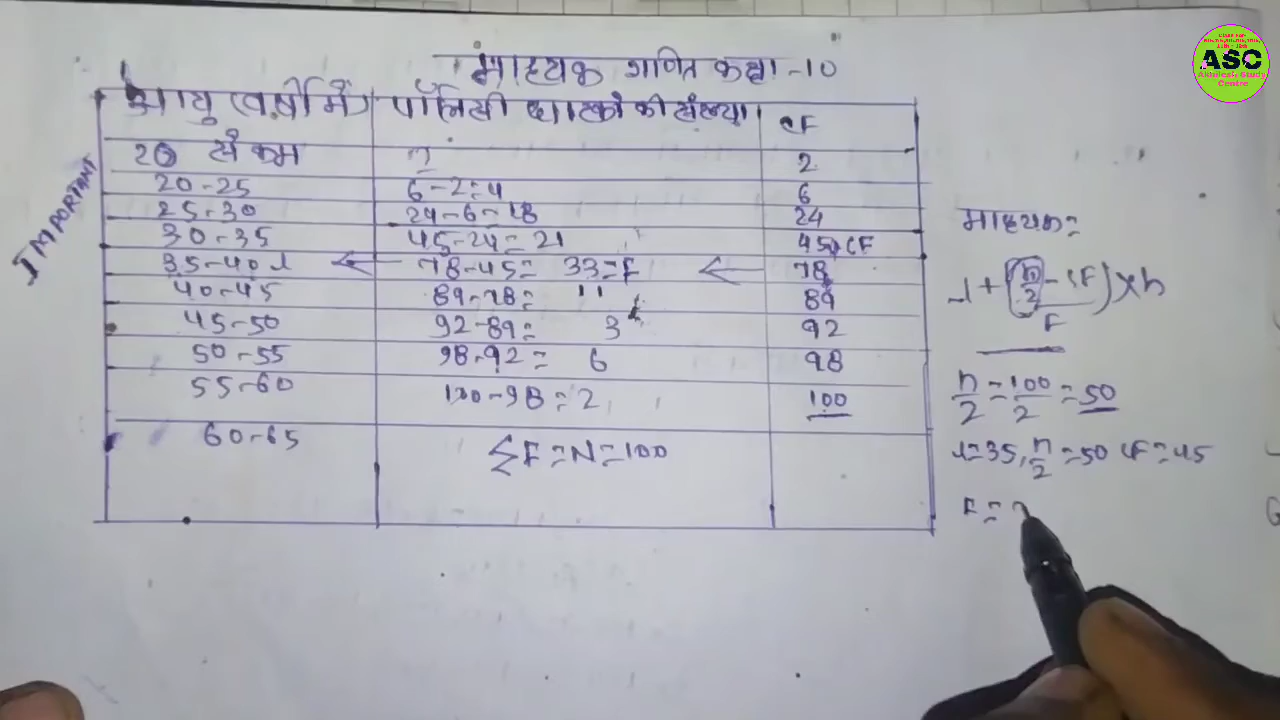 माध्यक गणित कक्षा -10
आयु (वर्षो में) पॉलिसी धारको की संख्या CF
20 से कम 2 2
20-25 6-2=4 6
25-30 24-6=18 24
30-35 45-24=21 45 CF
35-40 l 78-45= 33=F 78
40-45 89-78= 11 89
45-50 92-89= 3 92
50-55 98-92= 6 98
55-60 100-98=2 100
60-65 ∑F=N=100
IMPORTANT
माध्यक=
l+(n/2-CF/F)×h
n/2=100/2=50
l=35, n/2=50 CF=45
F=
ASC
Akhilesh Study
Centre